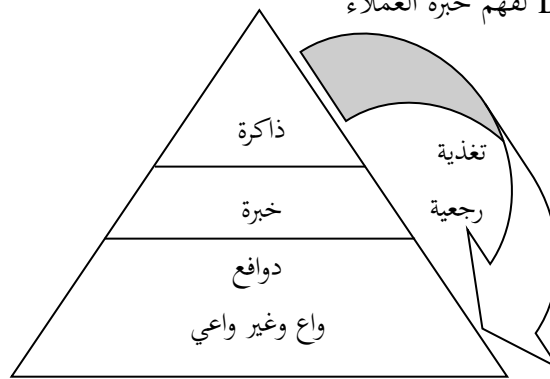 لفهم خبرة العملاء
ذاكرة
تغذية
خبرة
رجعية
دوافع
واع وغير واعي